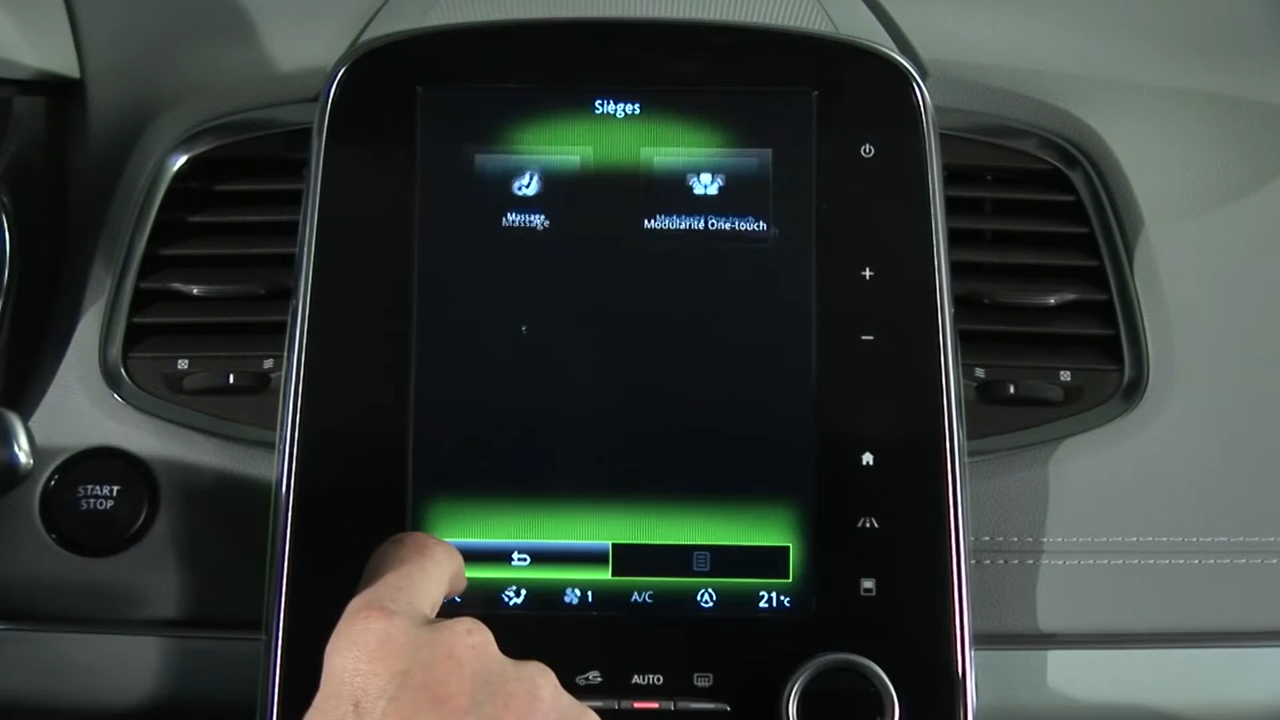 Sièges
Massage
Modularité One-touch
START
STOP
1
A/C
21°C
AUTO